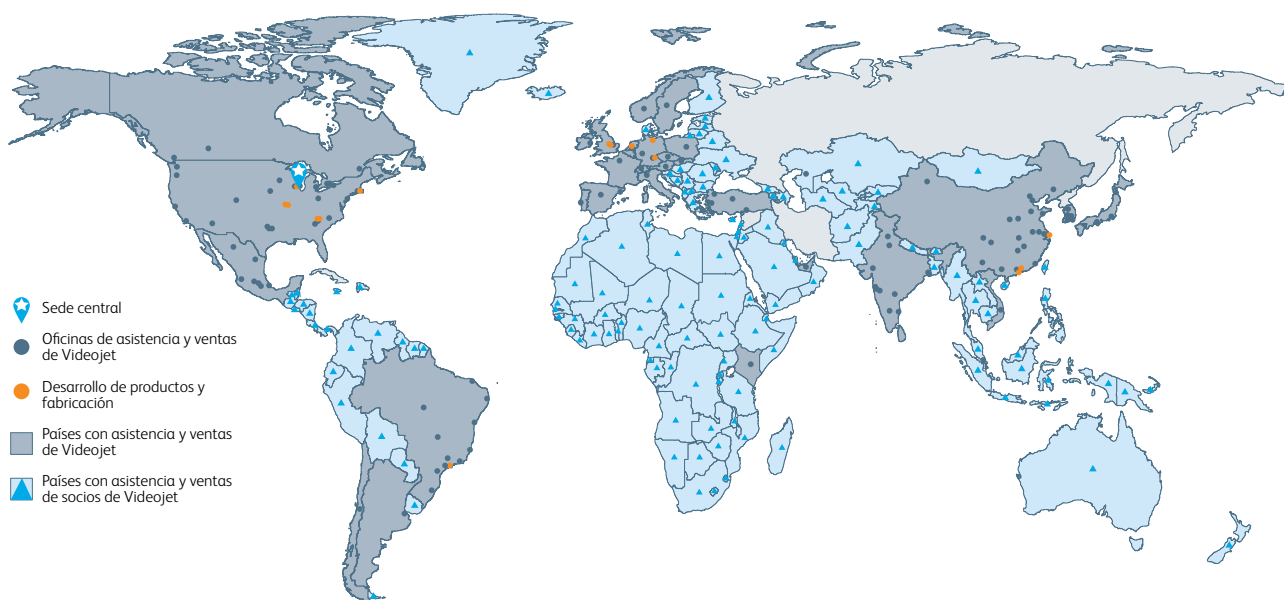 Sede central
Oficinas de asistencia y ventas
de Videojet
Desarrollo de productos y
fabricación
Países con asistencia y ventas
de Videojet
Países con asistencia y ventas
de socios de Videojet